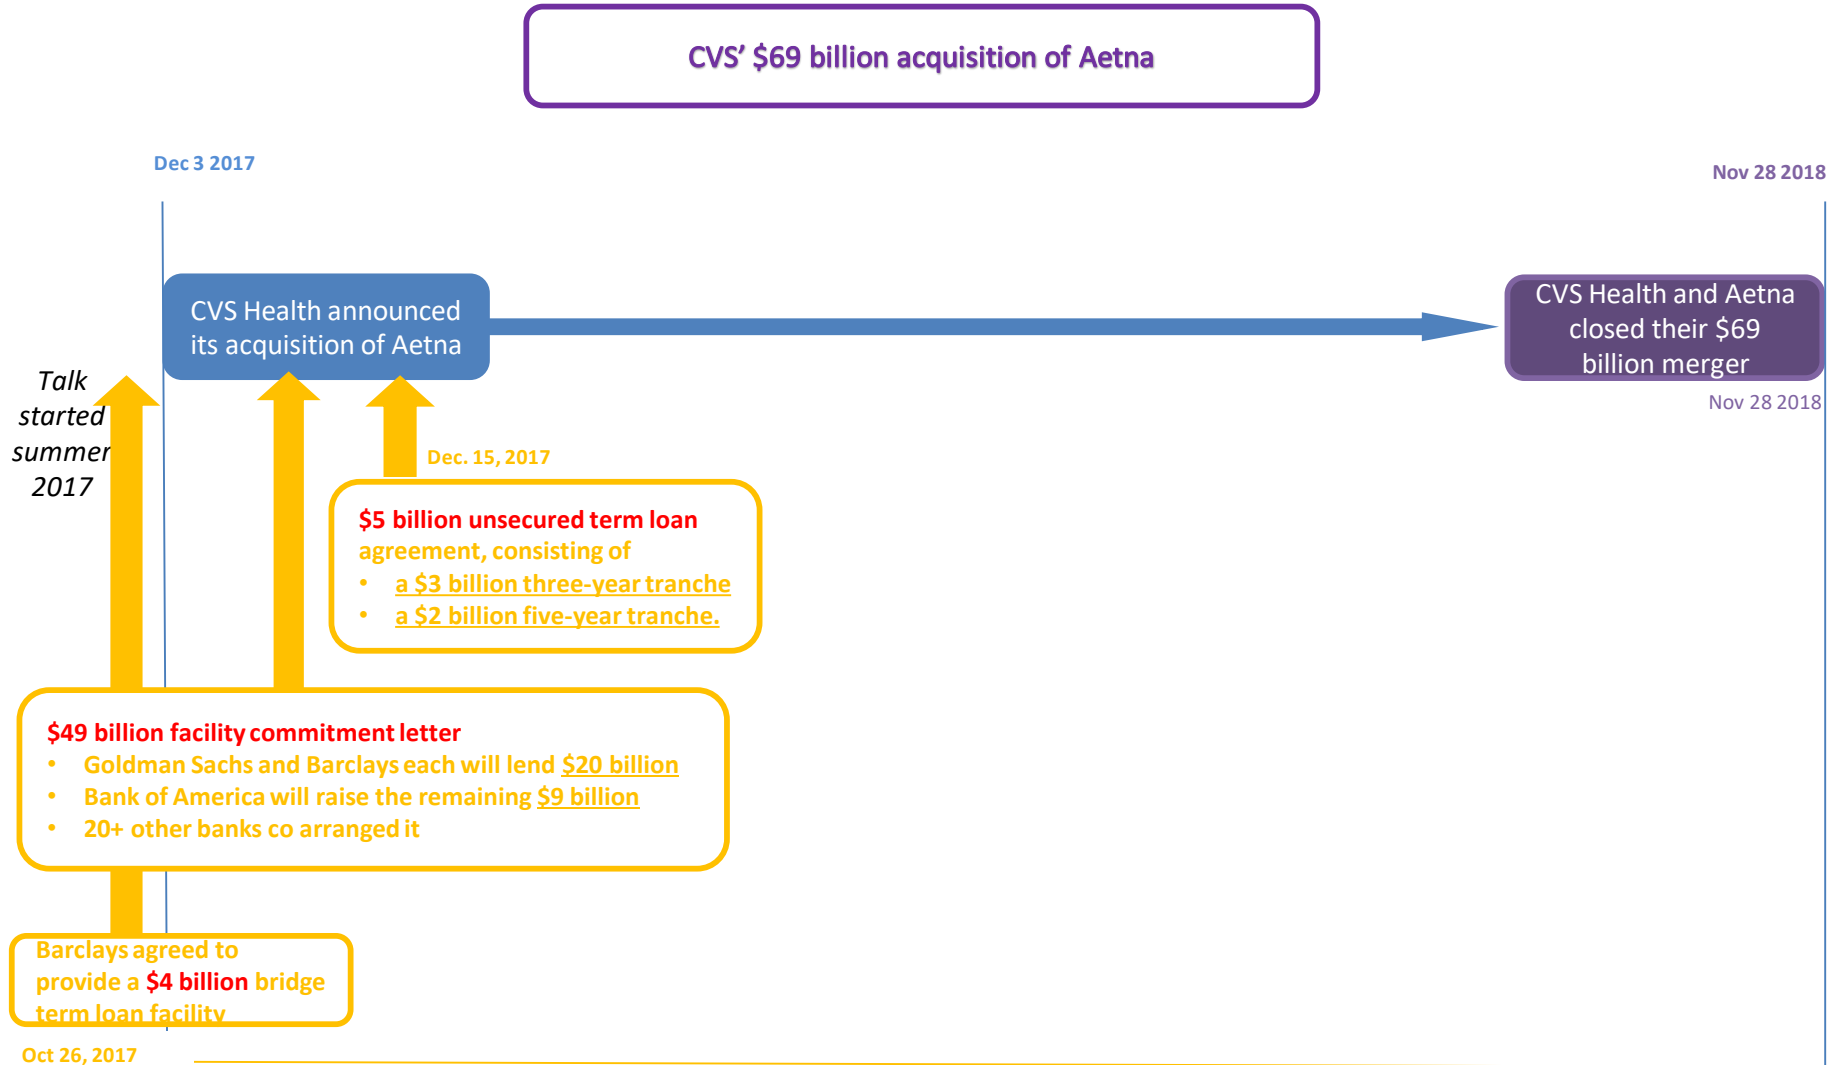 CVS' $69 billion acquisition of Aetna
Dec 3 2017
Nov 28 2018
CVS Health announced
its acquisition of Aetna
CVS Health and Aetna
closed their $69
billion merger
Nov 28 2018
Talk
started
summer
2017
Dec. 15, 2017
$5 billion unsecured term loan
agreement, consisting of
• a $3 billion three-year tranche
• a $2 billion five-year tranche.
$49 billion facility commitment letter
• Goldman Sachs and Barclays each will lend $20 billion
• Bank of America will raise the remaining $9 billion
• 20+ other banks co arranged it
Barclays agreed to
provide a $4 billion bridge
term loan facility
Oct 26, 2017